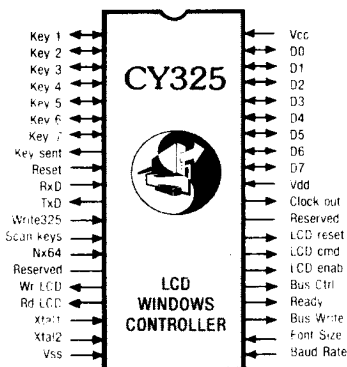 Key 1
Key 2
Key 3
Key 4
Key 5
Key 6
Key 7
Key sent
Reset
RxD
TxD
Write325
Scan keys
Nx64
Reserved
Wr LCD
Rd LCD
Xtal1
Xtal2
Vss
CY325
LCD
WINDOWS
CONTROLLER
Vcc
D0
D1
D2
D3
D4
D5
D6
D7
Vdd
Clock out
Reserved
LCD reset
LCD cmd
LCD enab
Bus Ctrl
Ready
Bus Write
Font Size
Baud Rate